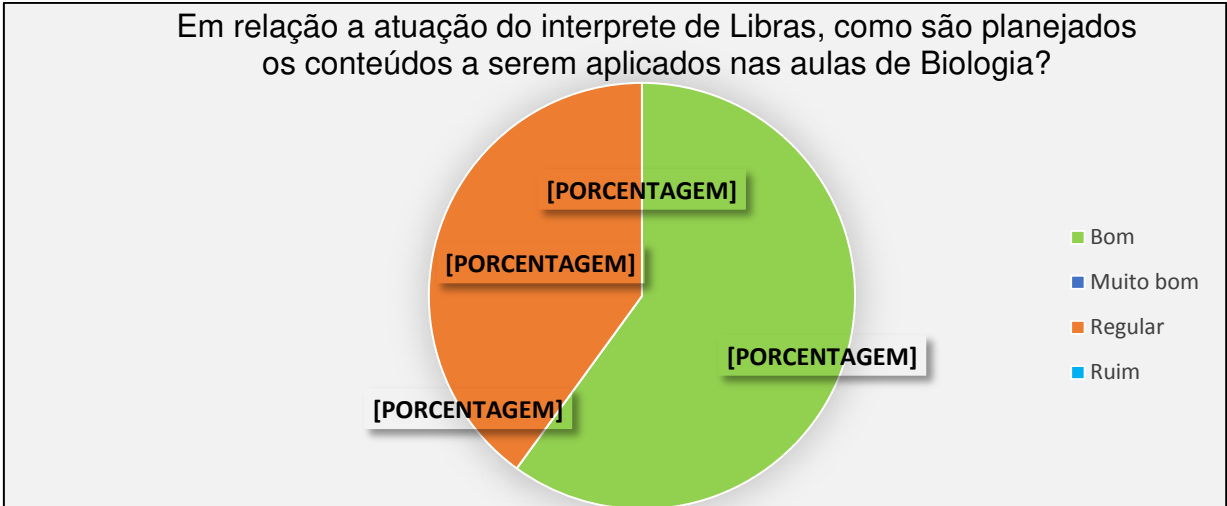 Em relação a atuação do interprete de Libras, como são planejados
os conteúdos a serem aplicados nas aulas de Biologia?
[PORCENTAGEM]
[PORCENTAGEM]
[PORCENTAGEM]
[PORCENTAGEM]
Bom
Muito bom
Regular
Ruim